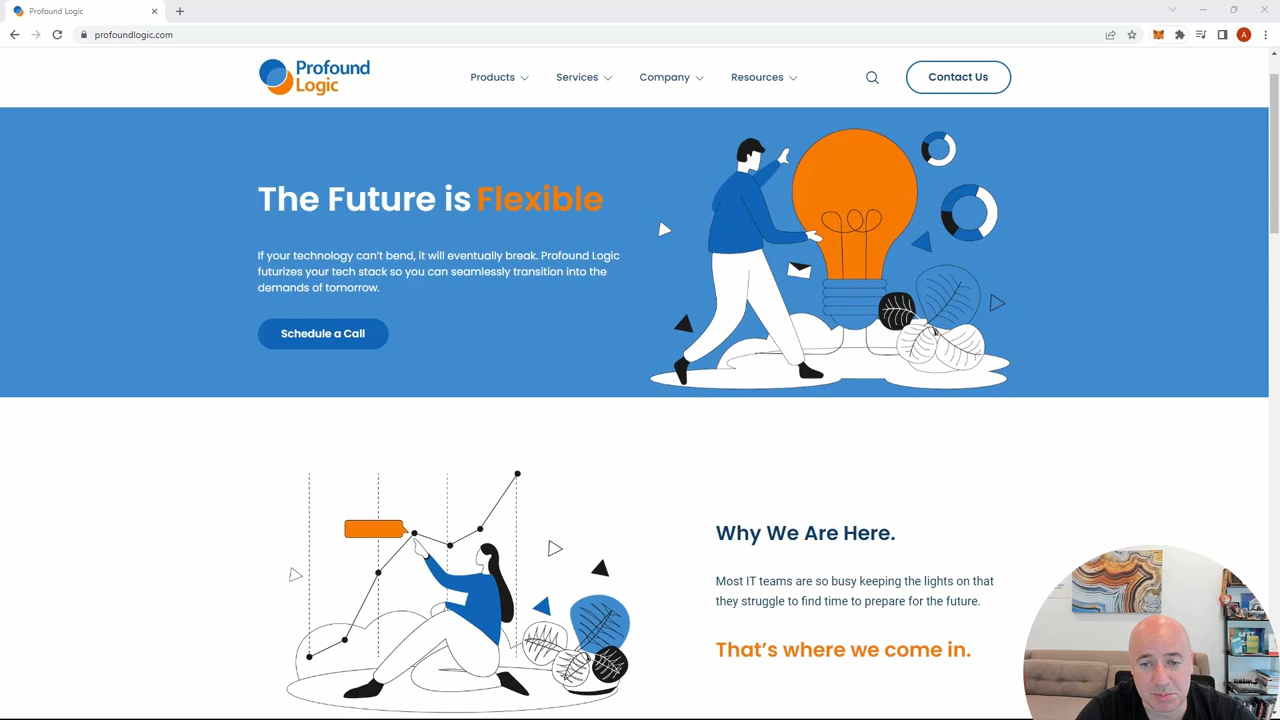 Profound Logic
profoundlogic.com
A
Profound
Logic
Products
Services
Company
Resources
Contact Us
The Future is Flexible
If your technology can't bend, it will eventually break. Profound Logic
futurizes your tech stack so you can seamlessly transition into the
demands of tomorrow.
Schedule a Call
Why We Are Here.
Most IT teams are so busy keeping the lights on that
they struggle to find time to prepare for the future.
That's where we come in.